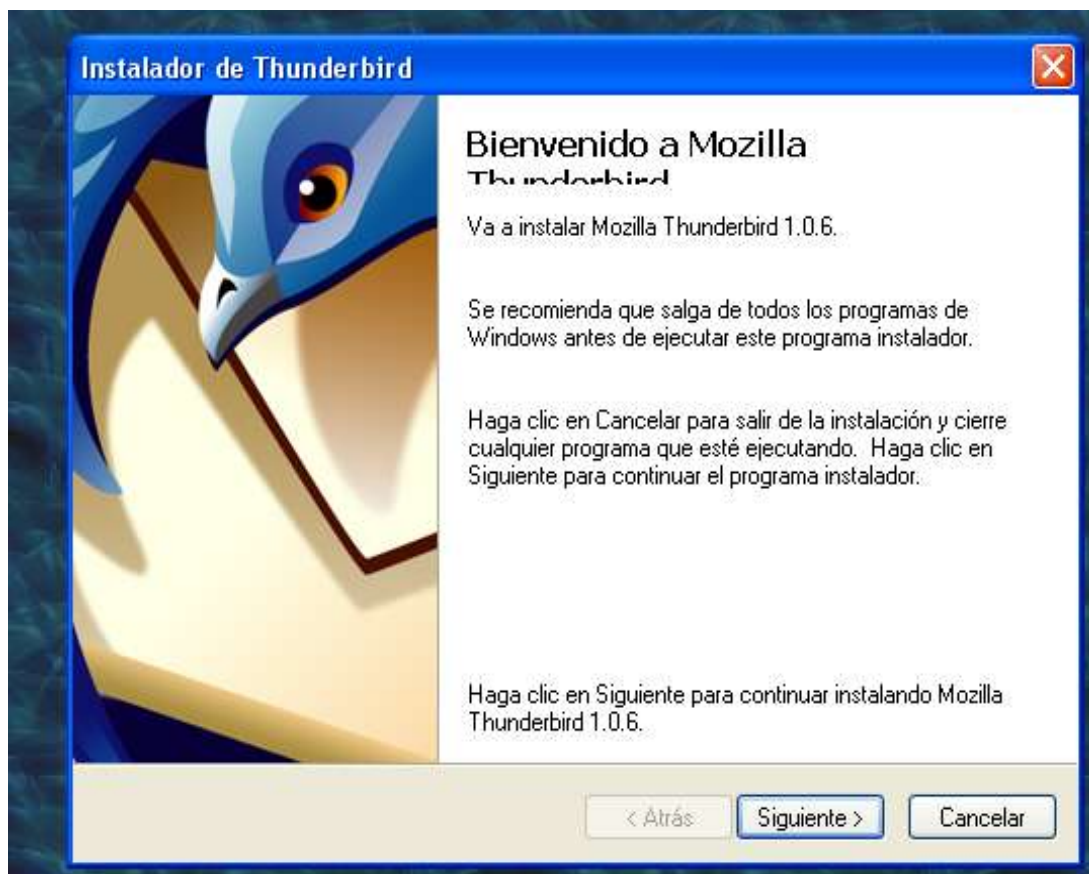 Instalador de Thunderbird
Bienvenido a Mozilla
Thunderbird
Va a instalar Mozilla Thunderbird 1.0.6.
Se recomienda que salga de todos los programas de
Windows antes de ejecutar este programa instalador.
Haga clic en Cancelar para salir de la instalación y cierre
cualquier programa que esté ejecutando.  Haga clic en
Siguiente para continuar el programa instalador.
Haga clic en Siguiente para continuar instalando Mozilla
Thunderbird 1.0.6.
< Atrás
Siguiente >
Cancelar